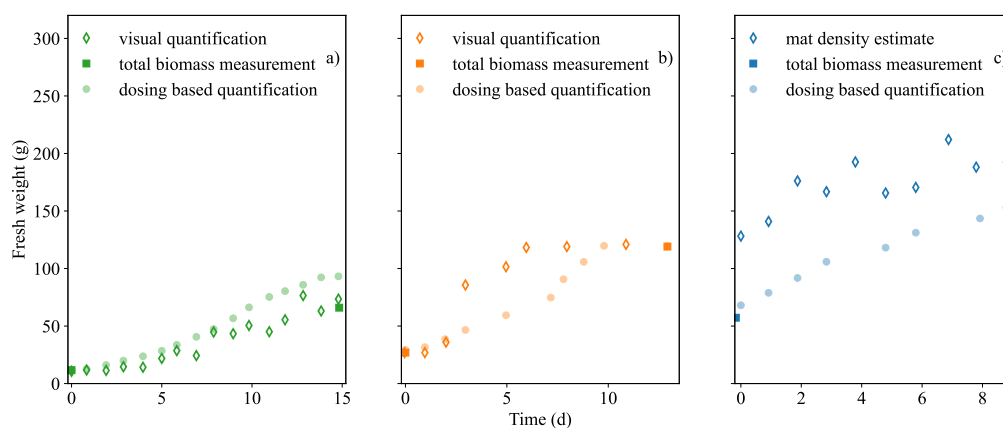 visual quantification
total biomass measurement
dosing based quantification
a)
visual quantification
total biomass measurement
dosing based quantification
b)
mat density estimate
total biomass measurement
dosing based quantification
c)
Fresh weight (g)
300
250
200
150
100
50
0
0 5 10 15
0 5 10
0 2 4 6 8
Time (d)